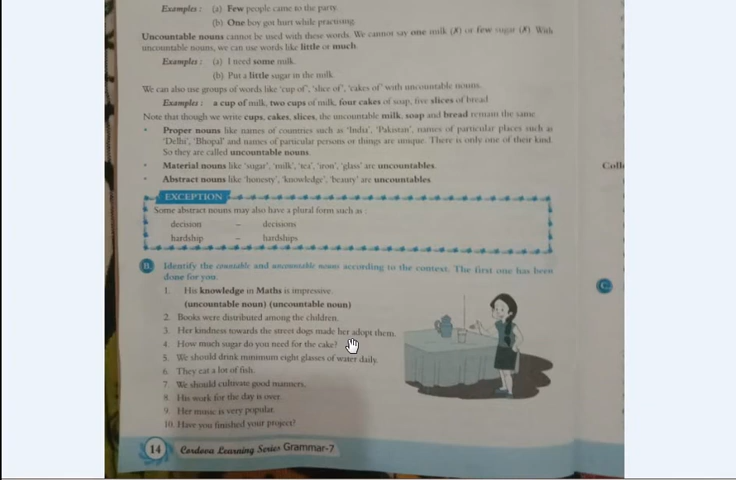 Examples : (a) Few people came to the party.
(b) One boy got hurt while practising.
Uncountable nouns cannot be used with these words. We cannot say one milk (✗) or few sugar (✗). With
uncountable nouns, we can use words like little or much.
Examples : (a) I need some milk.
(b) Put a little sugar in the milk.
We can also use groups of words like 'cup of', 'slice of', 'cakes of' with uncountable nouns.
Examples : a cup of milk, two cups of milk, four cakes of soap, five slices of bread
Note that though we write cups, cakes, slices, the uncountable milk, soap and bread remain the same.
• Proper nouns like names of countries such as 'India', 'Pakistan', names of particular places such as
'Delhi', 'Bhopal' and names of particular persons or things are unique. There is only one of their kind.
So they are called uncountable nouns.
• Material nouns like 'sugar', 'milk', 'tea', 'iron', 'glass' are uncountables.
• Abstract nouns like 'honesty', 'knowledge', 'beauty' are uncountables.
EXCEPTION
Some abstract nouns may also have a plural form such as
decision – decisions
hardship – hardships
B. Identify the countable and uncountable nouns according to the context. The first one has been
done for you.
1. His knowledge in Maths is impressive.
(uncountable noun) (uncountable noun)
2. Books were distributed among the children.
3. Her kindness towards the street dogs made her adopt them.
4. How much sugar do you need for the cake?
5. We should drink minimum eight glasses of water daily.
6. They eat a lot of fish.
7. We should cultivate good manners.
8. His work for the day is over.
9. Her music is very popular.
10. Have you finished your project?
14 Cordova Learning Series Grammar-7
C.